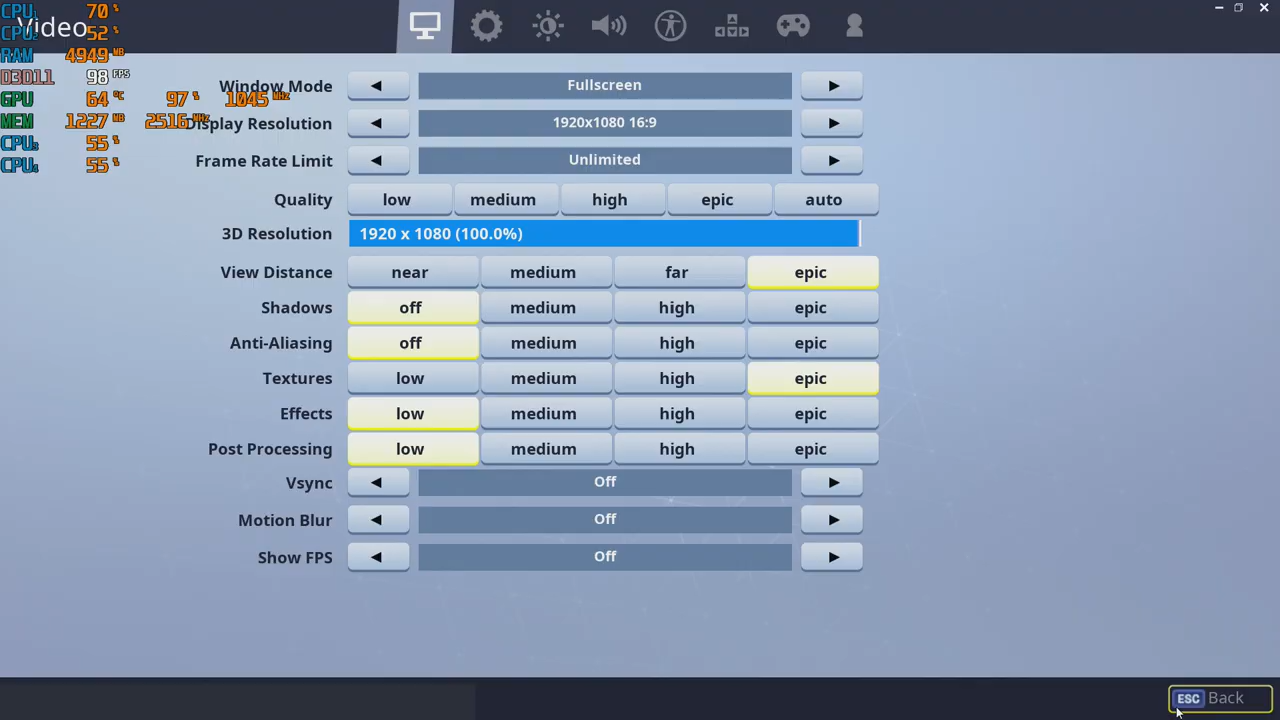 CPU 70 %
Video
CPU2 52 %
RAM 4949 MB
D3D11 98 FPS
Window Mode ◀ Fullscreen ▶
GPU 64 °C 97 % 1045 MHz
MEM 1227 MB 2516 MHz
Display Resolution ◀ 1920x1080 16:9 ▶
CPU3 55 %
CPU4 55 %
Frame Rate Limit ◀ Unlimited ▶
Quality low medium high epic auto
3D Resolution 1920 x 1080 (100.0%)
View Distance near medium far epic
Shadows off medium high epic
Anti-Aliasing off medium high epic
Textures low medium high epic
Effects low medium high epic
Post Processing low medium high epic
Vsync ◀ Off ▶
Motion Blur ◀ Off ▶
Show FPS ◀ Off ▶
ESC Back